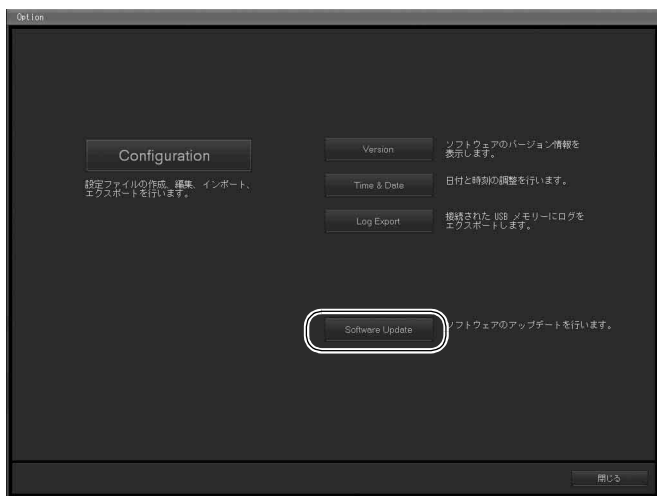 Option
Configuration
設定ファイルの作成、編集、インポート、
エクスポートを行います。
Version
ソフトウェアのバージョン情報を
表示します。
Time & Date
日付と時刻の調整を行います。
Log Export
接続された USB メモリーにログを
エクスポートします。
Software Update
ソフトウェアのアップデートを行います。
閉じる